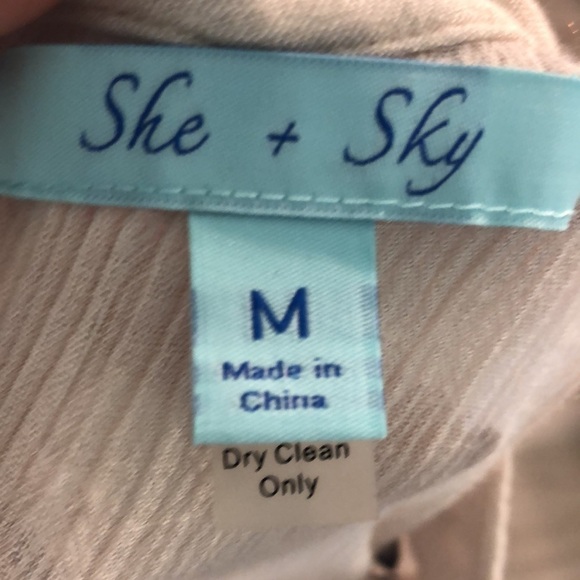 She + Sky
M
Made in
China
Dry Clean
Only